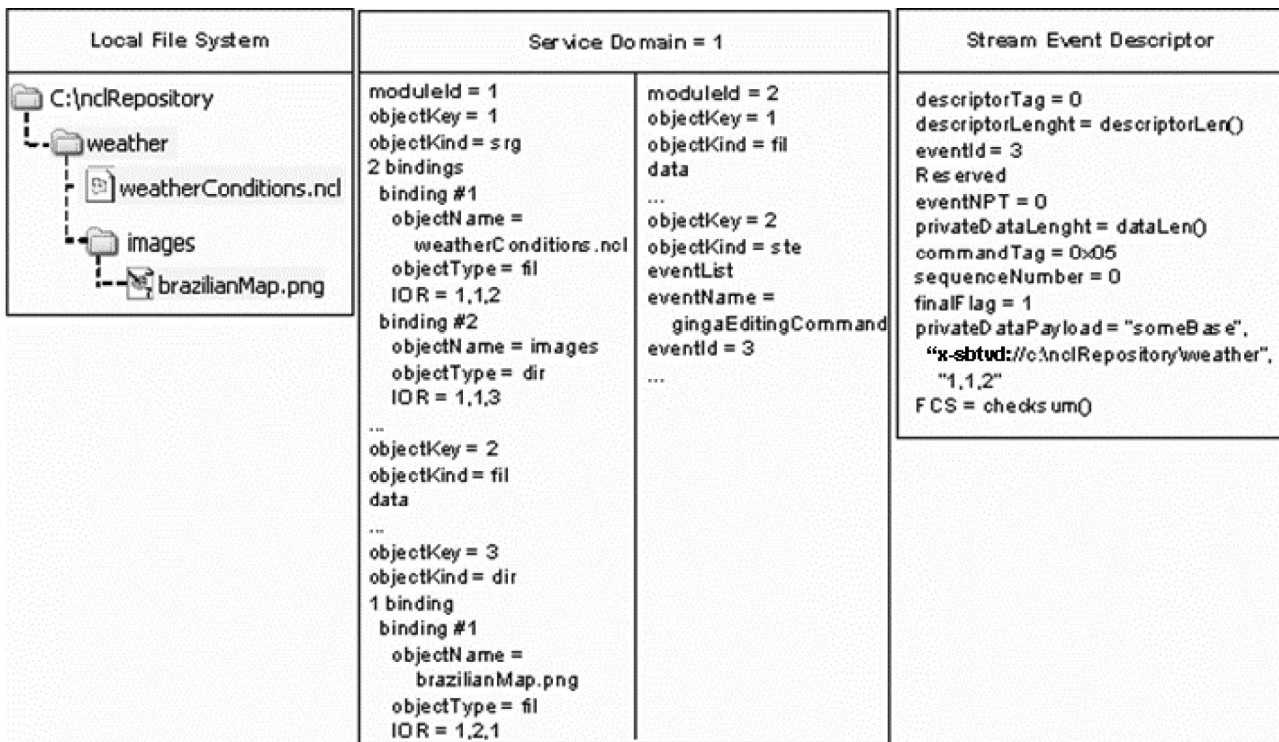 Local File System
C:\nclRepository
weather
weatherConditions.ncl
images
brazilianMap.png
Service Domain = 1
moduleId = 1
objectKey = 1
objectKind = srg
2 bindings
binding #1
objectName =
weatherConditions.ncl
objectType = fil
IOR = 1,1,2
binding #2
objectName = images
objectType = dir
IOR = 1,1,3
...
objectKey = 2
objectKind = fil
data
...
objectKey = 3
objectKind = dir
1 binding
binding #1
objectName =
brazilianMap.png
objectType = fil
IOR = 1,2,1
moduleId = 2
objectKey = 1
objectKind = fil
data
...
objectKey = 2
objectKind = ste
eventList
eventName =
gingaEditingCommand
eventId = 3
...
Stream Event Descriptor
descriptorTag = 0
descriptorLenght = descriptorLen()
eventId = 3
Reserved
eventNPT = 0
privateDataLenght = dataLen()
commandTag = 0x05
sequenceNumber = 0
finalFlag = 1
privateDataPayload = "someBase",
“x-sbtvd://c:\nclRepository\weather",
"1,1,2"
FCS = checksum()